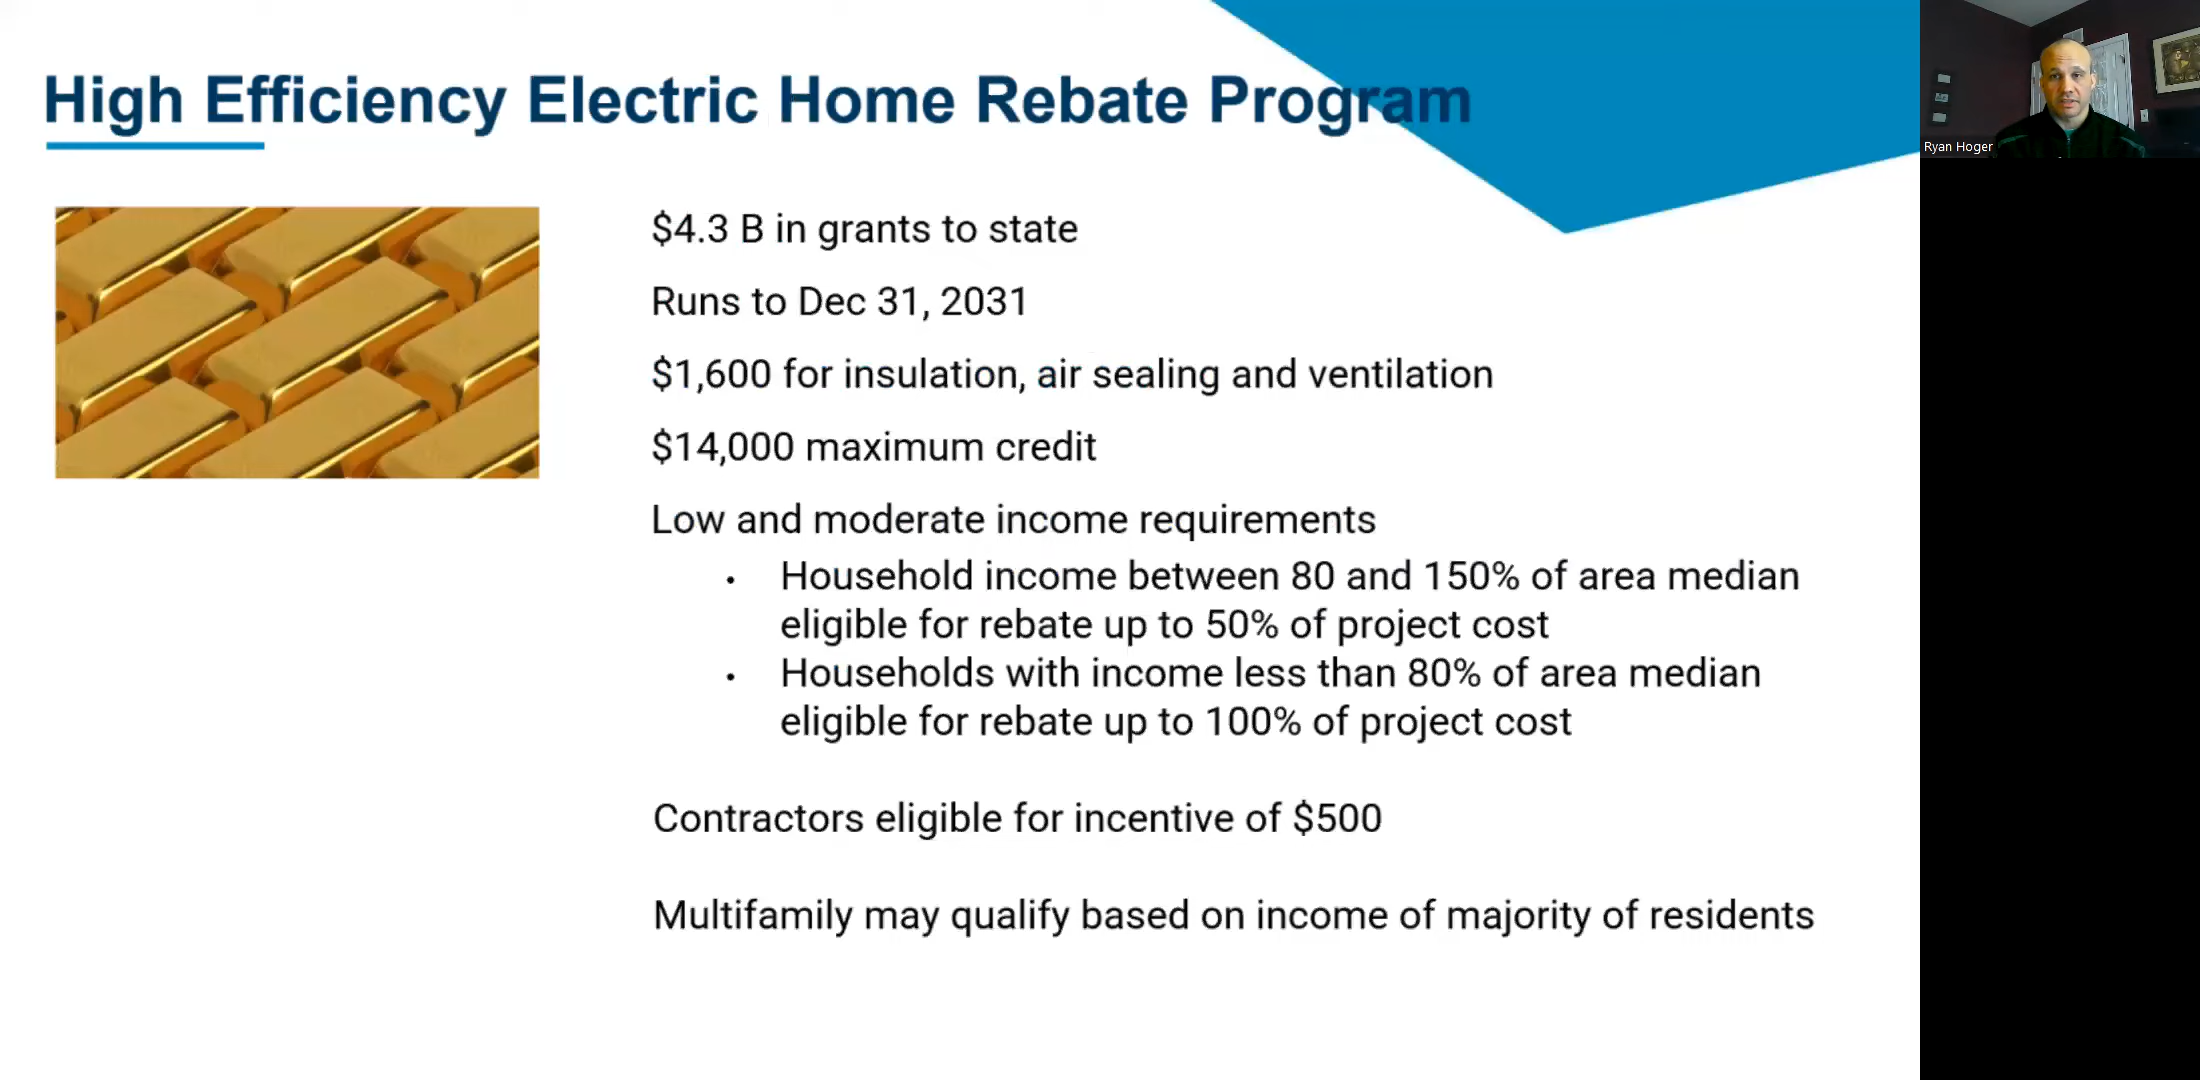 High Efficiency Electric Home Rebate Program
Ryan Hoger
$4.3 B in grants to state
Runs to Dec 31, 2031
$1,600 for insulation, air sealing and ventilation
$14,000 maximum credit
Low and moderate income requirements
• Household income between 80 and 150% of area median
eligible for rebate up to 50% of project cost
• Households with income less than 80% of area median
eligible for rebate up to 100% of project cost
Contractors eligible for incentive of $500
Multifamily may qualify based on income of majority of residents